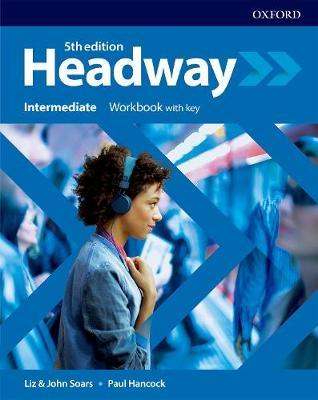 OXFORD
5th edition
Headway
Intermediate Workbook with key
Liz & John Soars • Paul Hancock